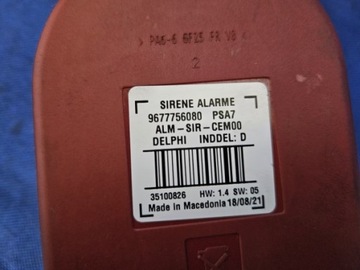 > PA6-6 GF15 FR V0 <
2
SIRENE ALARME
9677756080 PSA7
ALM-SIR-CEM00
DELPHI INDDEL: D
35100826 HW: 1.4 SW: 05
Made in Macedonia 18/08/21